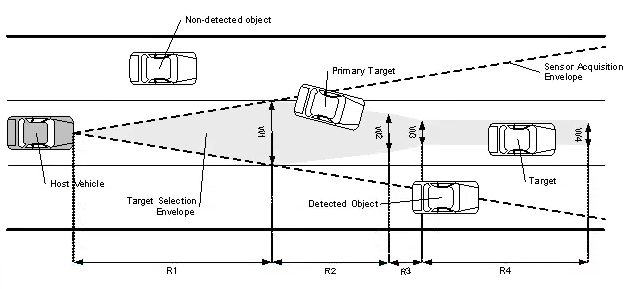 Non-detected object
Primary Target
Sensor Acquisition
Envelope
W1
W2
W3
W4
Host Vehicle
Target Selection
Envelope
Detected Object
Target
R1
R2
R3
R4